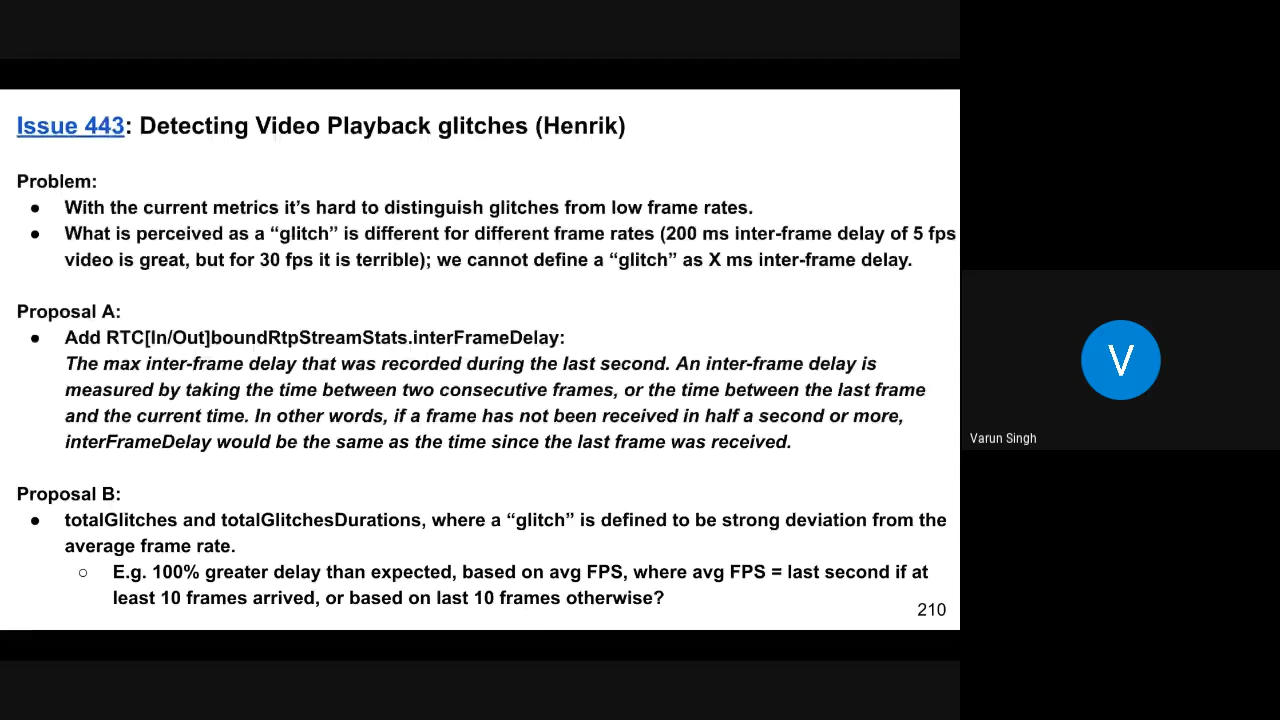 Issue 443: Detecting Video Playback glitches (Henrik)
Problem:
● With the current metrics it’s hard to distinguish glitches from low frame rates.
● What is perceived as a “glitch” is different for different frame rates (200 ms inter-frame delay of 5 fps
video is great, but for 30 fps it is terrible); we cannot define a “glitch” as X ms inter-frame delay.
Proposal A:
● Add RTC[In/Out]boundRtpStreamStats.interFrameDelay:
The max inter-frame delay that was recorded during the last second. An inter-frame delay is
measured by taking the time between two consecutive frames, or the time between the last frame
and the current time. In other words, if a frame has not been received in half a second or more,
interFrameDelay would be the same as the time since the last frame was received.
Proposal B:
● totalGlitches and totalGlitchesDurations, where a “glitch” is defined to be strong deviation from the
average frame rate.
○ E.g. 100% greater delay than expected, based on avg FPS, where avg FPS = last second if at
least 10 frames arrived, or based on last 10 frames otherwise?
210
V
Varun Singh